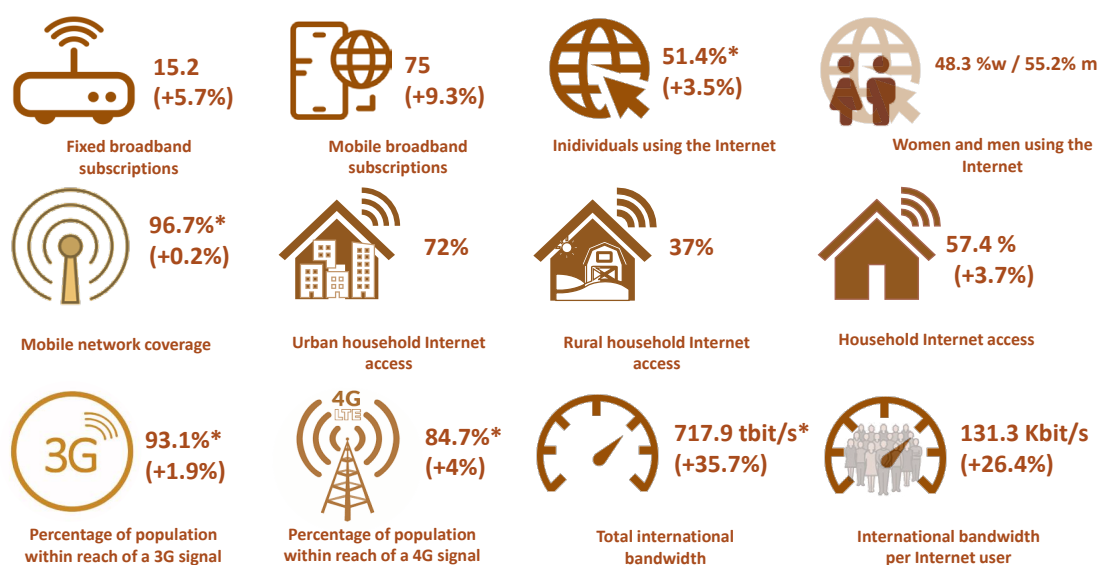 15.2
(+5.7%)
Fixed broadband
subscriptions
75
(+9.3%)
Mobile broadband
subscriptions
51.4%*
(+3.5%)
Inidividuals using the Internet
48.3 %w / 55.2% m
Women and men using the
Internet
96.7%*
(+0.2%)
Mobile network coverage
72%
Urban household Internet
access
37%
Rural household Internet
access
57.4 %
(+3.7%)
Household Internet access
3G
93.1%*
(+1.9%)
Percentage of population
within reach of a 3G signal
4G
LTE
84.7%*
(+4%)
Percentage of population
within reach of a 4G signal
717.9 tbit/s*
(+35.7%)
Total international
bandwidth
131.3 Kbit/s
(+26.4%)
International bandwidth
per Internet user